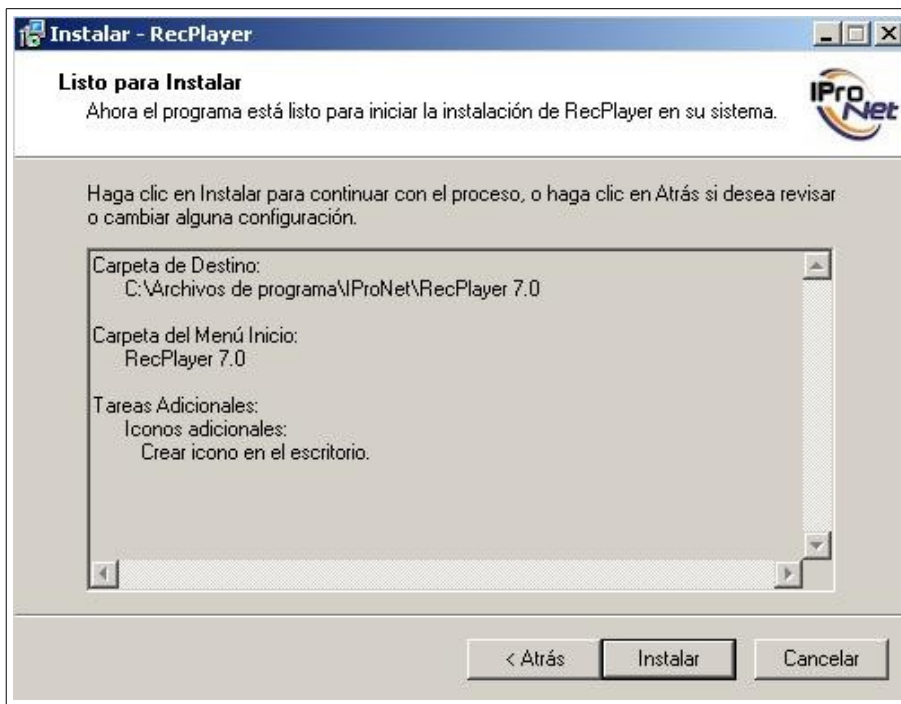 Instalar - RecPlayer
Listo para Instalar
Ahora el programa está listo para iniciar la instalación de RecPlayer en su sistema.
IPro
Net
Haga clic en Instalar para continuar con el proceso, o haga clic en Atrás si desea revisar
o cambiar alguna configuración.
Carpeta de Destino:
C:\Archivos de programa\IProNet\RecPlayer 7.0
Carpeta del Menú Inicio:
RecPlayer 7.0
Tareas Adicionales:
Iconos adicionales:
Crear icono en el escritorio.
< Atrás Instalar Cancelar